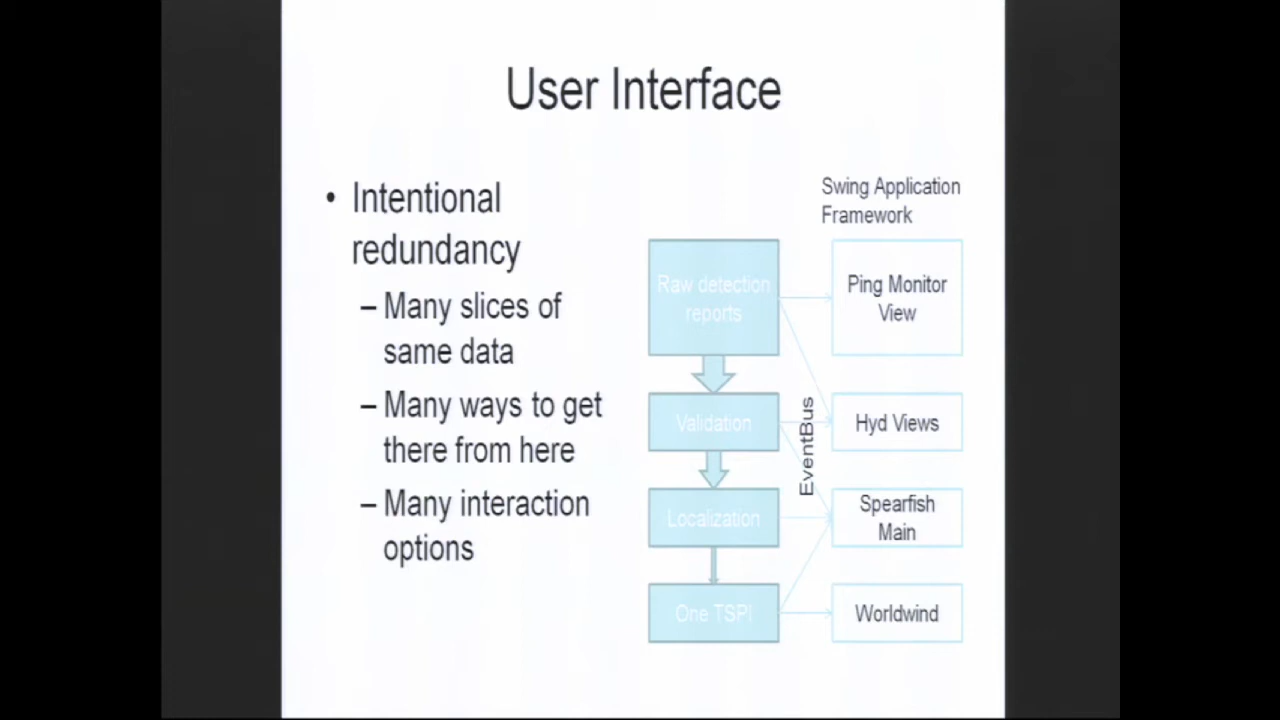 User Interface
• Intentional
redundancy
– Many slices of
same data
– Many ways to get
there from here
– Many interaction
options
Swing Application
Framework
Raw detection
reports
Ping Monitor
View
Validation
EventBus
Hyd Views
Localization
Spearfish
Main
One TSPI
Worldwind